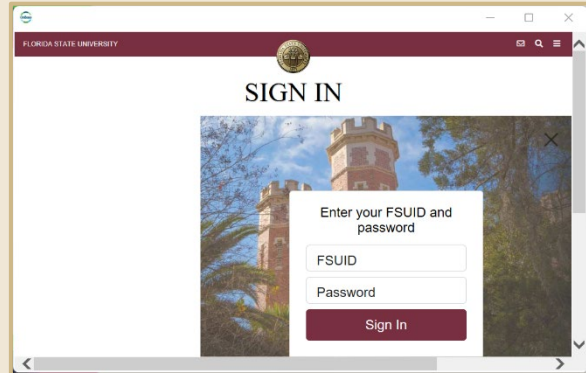 FLORIDA STATE UNIVERSITY
SIGN IN
Enter your FSUID and
password
FSUID
Password
Sign In